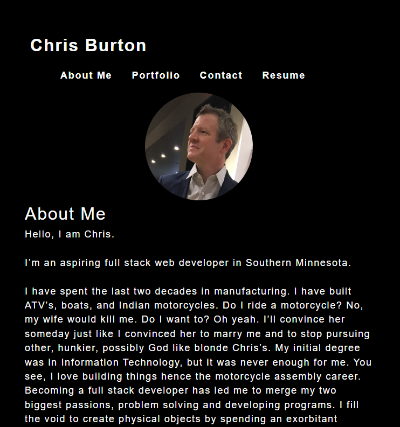 Chris Burton
About Me Portfolio Contact Resume
About Me
Hello, I am Chris.
I'm an aspiring full stack web developer in Southern Minnesota.
I have spent the last two decades in manufacturing. I have built
ATV's, boats, and Indian motorcycles. Do I ride a motorcycle? No,
my wife would kill me. Do I want to? Oh yeah. I'll convince her
someday just like I convinced her to marry me and to stop pursuing
other, hunkier, possibly God like blonde Chris's. My initial degree
was in Information Technology, but it was never enough for me. You
see, I love building things hence the motorcycle assembly career.
Becoming a full stack developer has led me to merge my two
biggest passions, problem solving and developing programs. I fill
the void to create physical objects by spending an exorbitant